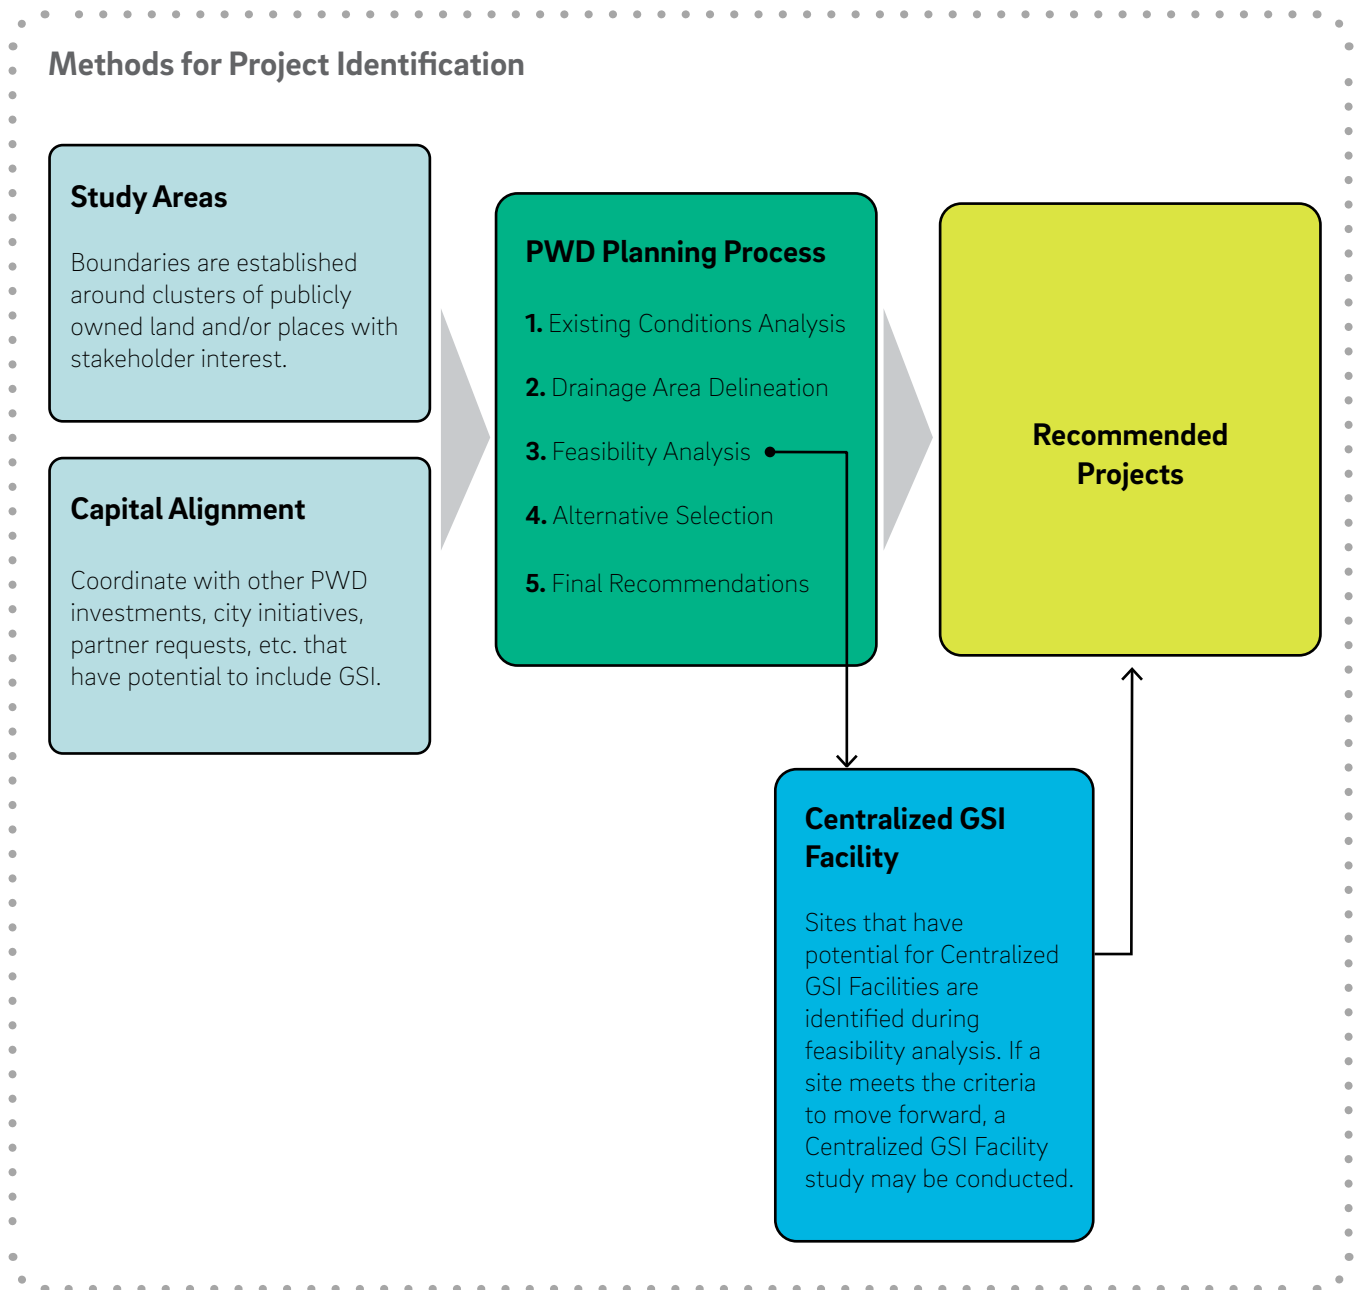 Methods for Project Identification
Study Areas
Boundaries are established
around clusters of publicly
owned land and/or places with
stakeholder interest.
Capital Alignment
Coordinate with other PWD
investments, city initiatives,
partner requests, etc. that
have potential to include GSI.
PWD Planning Process
1. Existing Conditions Analysis
2. Drainage Area Delineation
3. Feasibility Analysis
4. Alternative Selection
5. Final Recommendations
Recommended
Projects
Centralized GSI
Facility
Sites that have
potential for Centralized
GSI Facilities are
identified during
feasibility analysis. If a
site meets the criteria
to move forward, a
Centralized GSI Facility
study may be conducted.